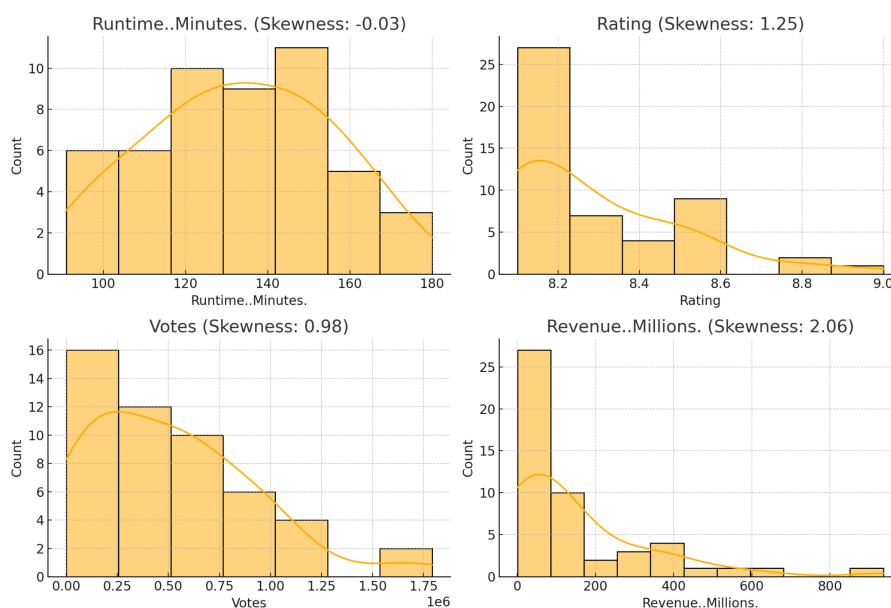 Runtime..Minutes. (Skewness: -0.03)
10
8
6
4
2
0
Count
100 120 140 160 180
Runtime..Minutes.
Rating (Skewness: 1.25)
25
20
15
10
5
0
Count
8.2 8.4 8.6 8.8 9.0
Rating
Votes (Skewness: 0.98)
16
14
12
10
8
6
4
2
0
Count
0.00 0.25 0.50 0.75 1.00 1.25 1.50 1.75
1e6
Votes
Revenue..Millions. (Skewness: 2.06)
25
20
15
10
5
0
Count
0 200 400 600 800
Revenue..Millions.